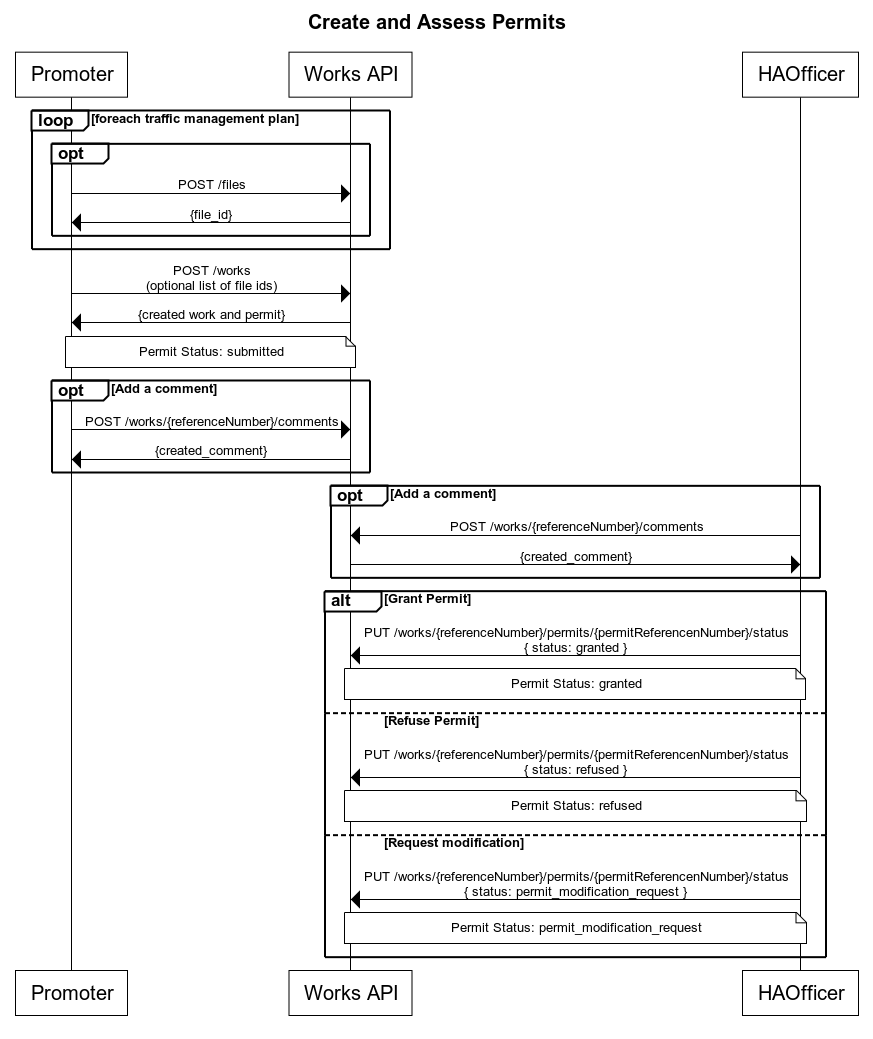 Create and Assess Permits
Promoter
Works API
HAOfficer
loop
[foreach traffic management plan]
opt
POST /files
{file_id}
POST /works
(optional list of file ids)
{created work and permit}
Permit Status: submitted
opt
[Add a comment]
POST /works/{referenceNumber}/comments
{created_comment}
opt
[Add a comment]
POST /works/{referenceNumber}/comments
{created_comment}
alt
[Grant Permit]
PUT /works/{referenceNumber}/permits/{permitReferencenNumber}/status
{ status: granted }
Permit Status: granted
[Refuse Permit]
PUT /works/{referenceNumber}/permits/{permitReferencenNumber}/status
{ status: refused }
Permit Status: refused
[Request modification]
PUT /works/{referenceNumber}/permits/{permitReferencenNumber}/status
{ status: permit_modification_request }
Permit Status: permit_modification_request
Promoter
Works API
HAOfficer